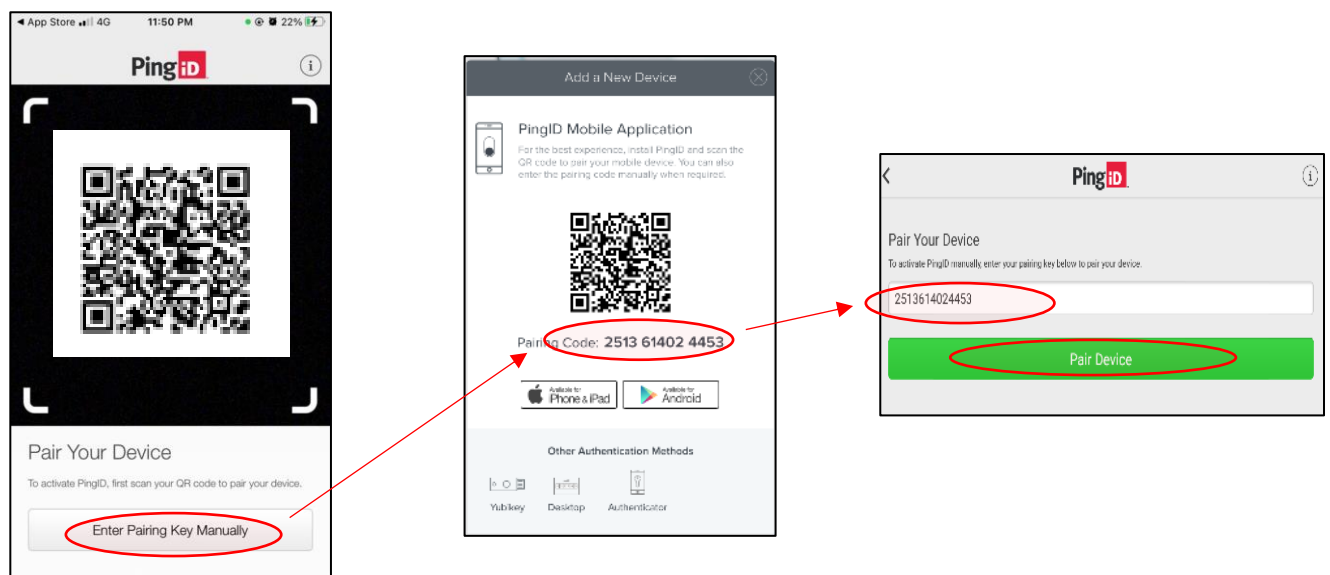 App Store 4G 11:50 PM 22%
PingID
Pair Your Device
To activate PingID, first scan your QR code to pair your device.
Enter Pairing Key Manually
Add a New Device
PingID Mobile Application
For the best experience, install PingID and scan the
QR code to pair your mobile device. You can also
enter the pairing code manually when required.
Pairing Code: 2513 61402 4453
Available for
iPhone & iPad
Available for
Android
Other Authentication Methods
Yubikey Desktop Authenticator
PingID
Pair Your Device
To activate PingID manually, enter your pairing key below to pair your device.
2513614024453
Pair Device